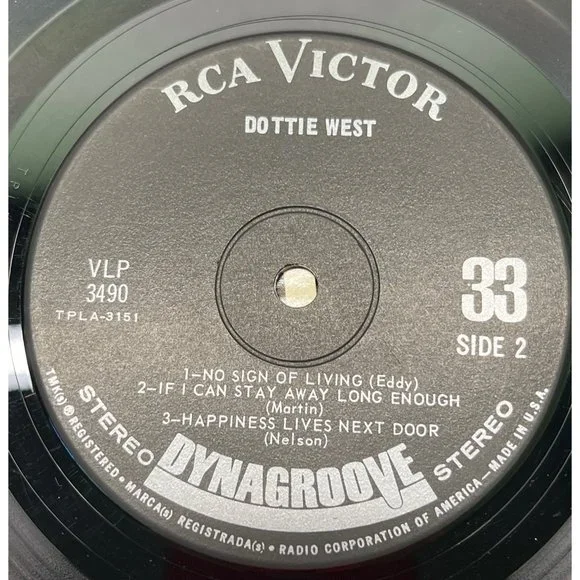 RCA VICTOR
DOTTIE WEST
VLP
3490
TPLA-3151
33
SIDE 2
1—NO SIGN OF LIVING (Eddy)
2—IF I CAN STAY AWAY LONG ENOUGH
(Martin)
3—HAPPINESS LIVES NEXT DOOR
(Nelson)
STEREO
DYNAGROOVE
STEREO
TMK(s) ® REGISTERED • MARCA(s) REGISTRADA(s) • RADIO CORPORATION OF AMERICA—MADE IN U.S.A.